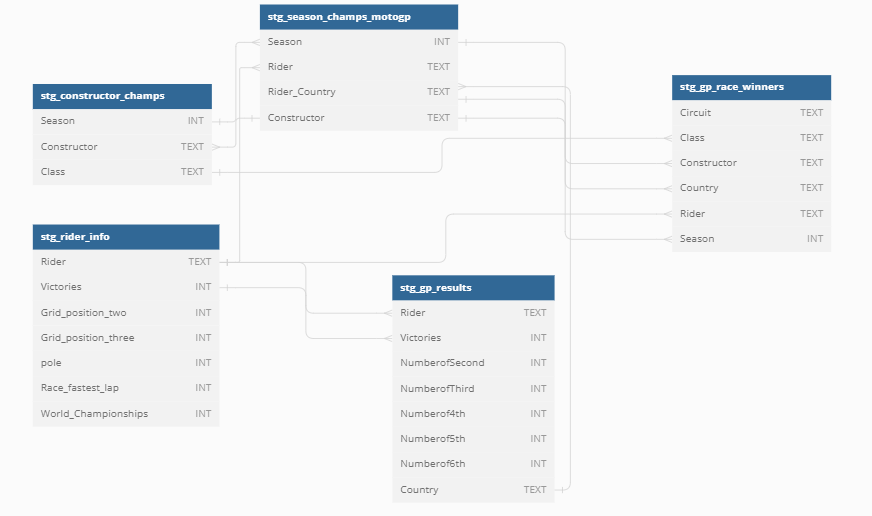 stg_season_champs_motogp
Season INT
Rider TEXT
Rider_Country TEXT
Constructor TEXT
stg_constructor_champs
Season INT
Constructor TEXT
Class TEXT
stg_gp_race_winners
Circuit TEXT
Class TEXT
Constructor TEXT
Country TEXT
Rider TEXT
Season INT
stg_rider_info
Rider TEXT
Victories INT
Grid_position_two INT
Grid_position_three INT
pole INT
Race_fastest_lap INT
World_Championships INT
stg_gp_results
Rider TEXT
Victories INT
NumberofSecond INT
NumberofThird INT
Numberof4th INT
Numberof5th INT
Numberof6th INT
Country TEXT